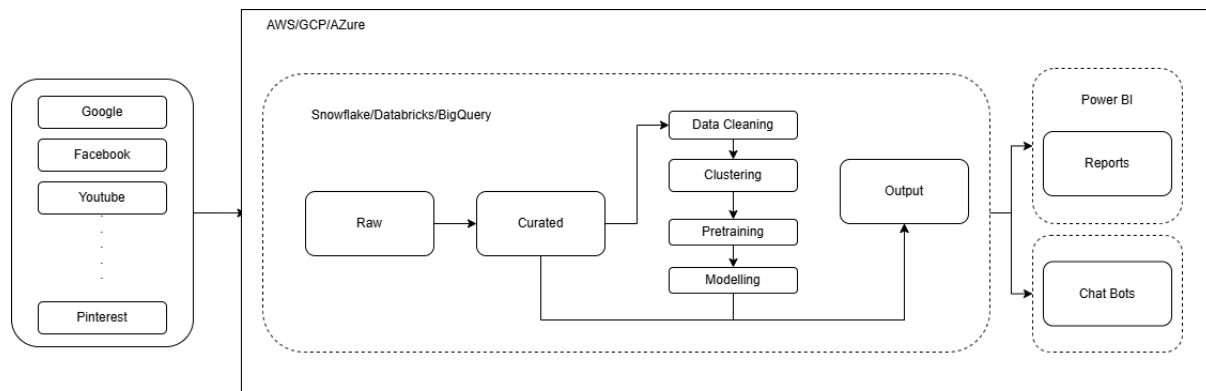 AWS/GCP/AZure
Google
Facebook
Youtube
.
.
.
.
.
Pinterest
Snowflake/Databricks/BigQuery
Raw
Curated
Data Cleaning
Clustering
Pretraining
Modelling
Output
Power BI
Reports
Chat Bots